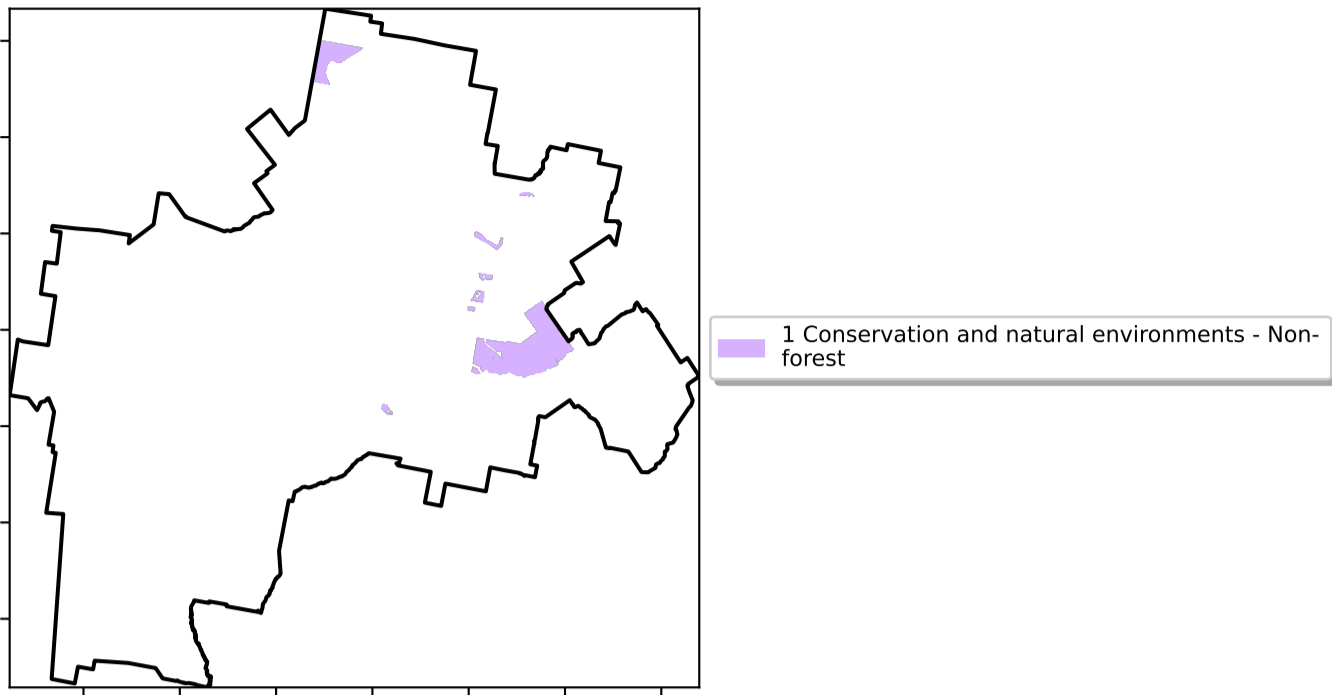 1 Conservation and natural environments - Non-
forest